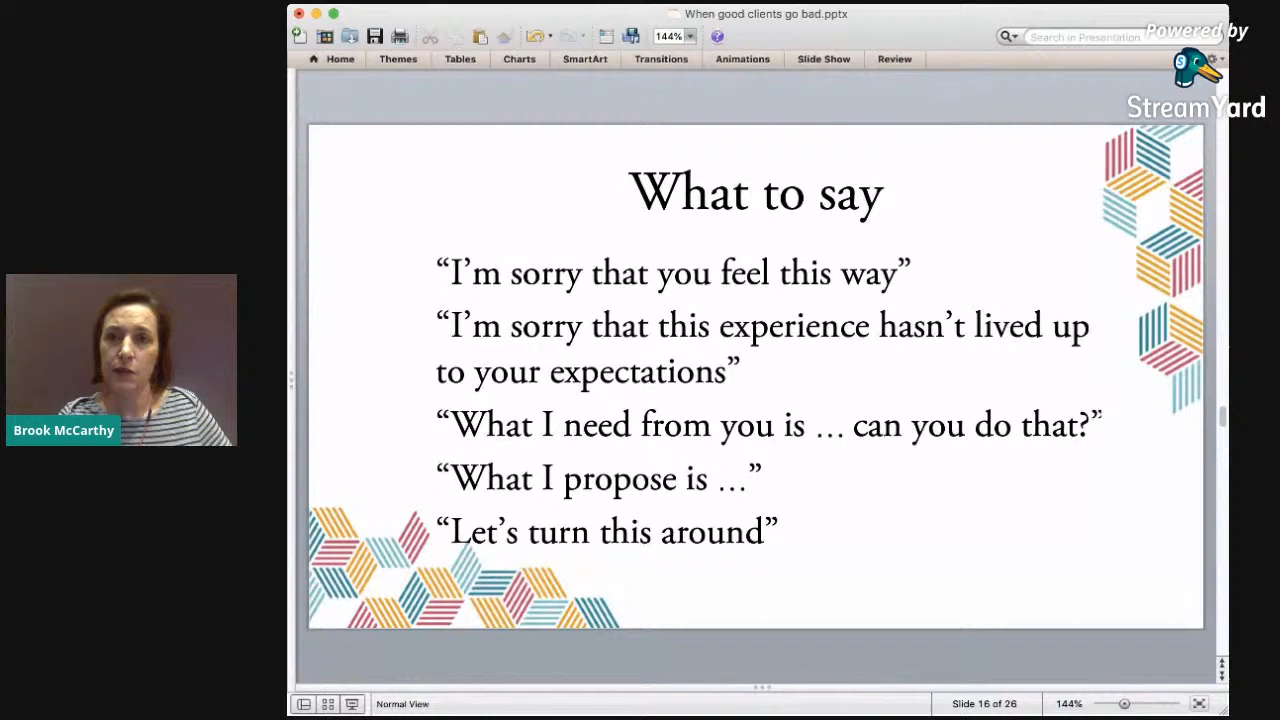 When good clients go bad.pptx
144%
Search in Presentation
Powered by
StreamYard
Home Themes Tables Charts SmartArt Transitions Animations Slide Show Review
What to say
“I’m sorry that you feel this way”
“I’m sorry that this experience hasn’t lived up
to your expectations”
“What I need from you is … can you do that?”
“What I propose is …”
“Let’s turn this around”
Brook McCarthy
Normal View
Slide 16 of 26
144%